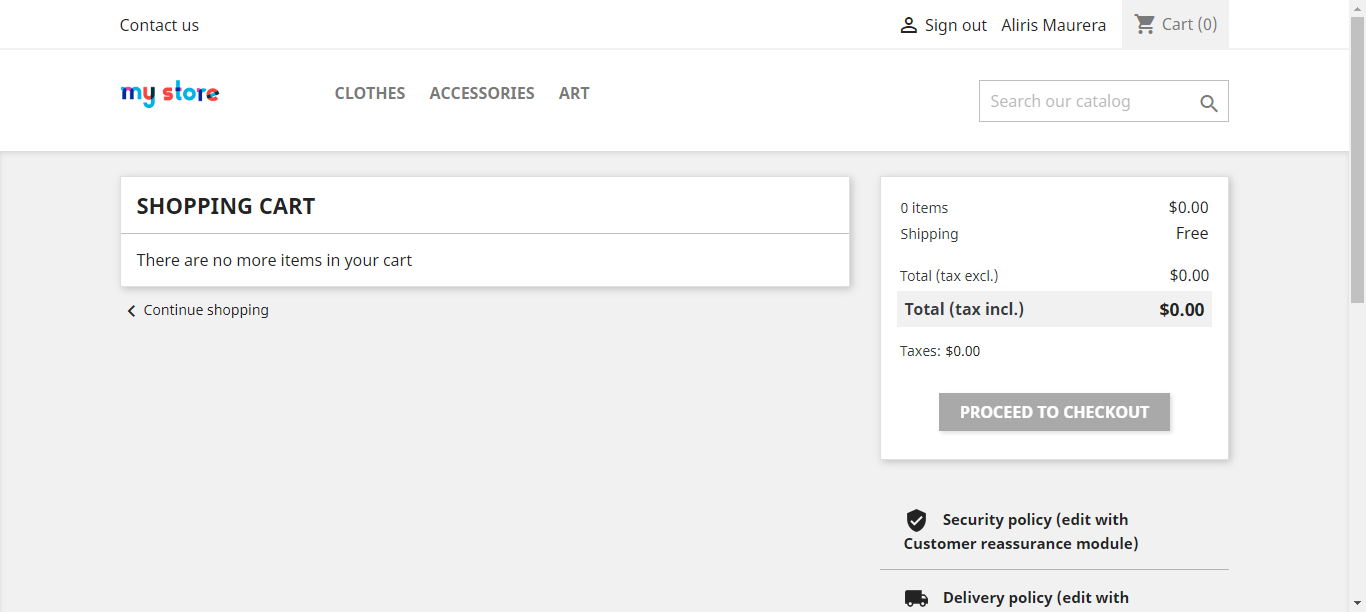 Contact us
Sign out Aliris Maurera Cart (0)
my store
CLOTHES ACCESSORIES ART
Search our catalog
SHOPPING CART
There are no more items in your cart
Continue shopping
0 items $0.00
Shipping Free
Total (tax excl.) $0.00
Total (tax incl.) $0.00
Taxes: $0.00
PROCEED TO CHECKOUT
Security policy (edit with
Customer reassurance module)
Delivery policy (edit with